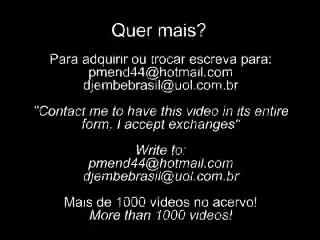 Quer mais?
Para adquirir ou trocar escreva para:
pmend44@hotmail.com
djembebrasil@uol.com.br
"Contact me to have this video in its entire
form. I accept exchanges"
Write to:
pmend44@hotmail.com
djembebrasil@uol.com.br
Mais de 1000 videos no acervo!
More than 1000 videos!